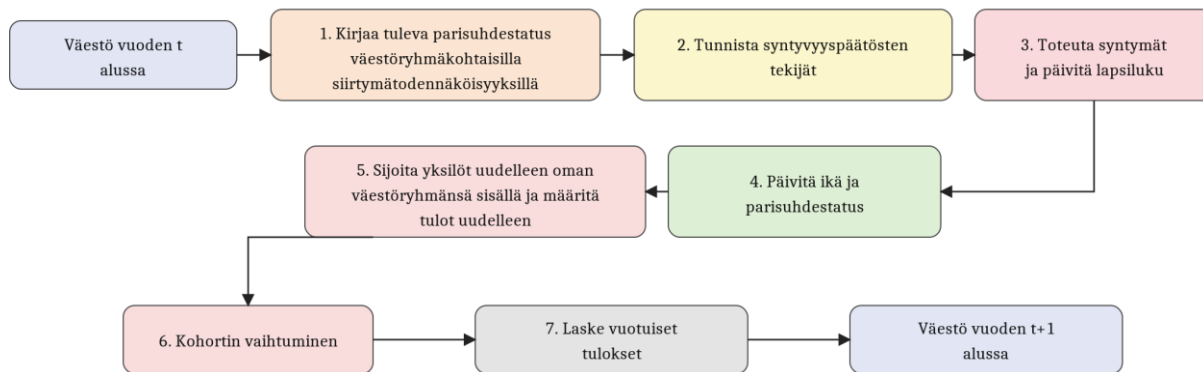 Väestö vuoden t
alussa
1. Kirjaa tuleva parisuhdestatus
väestöryhmäkohtaisilla
siirtymätodennäköisyyksillä
2. Tunnista syntyvyyspäätösten
tekijät
3. Toteuta syntymät
ja päivitä lapsiluku
4. Päivitä ikä ja
parisuhdestatus
5. Sijoita yksilöt uudelleen oman
väestöryhmänsä sisällä ja määritä
tulot uudelleen
6. Kohortin vaihtuminen
7. Laske vuotuiset
tulokset
Väestö vuoden t+1
alussa